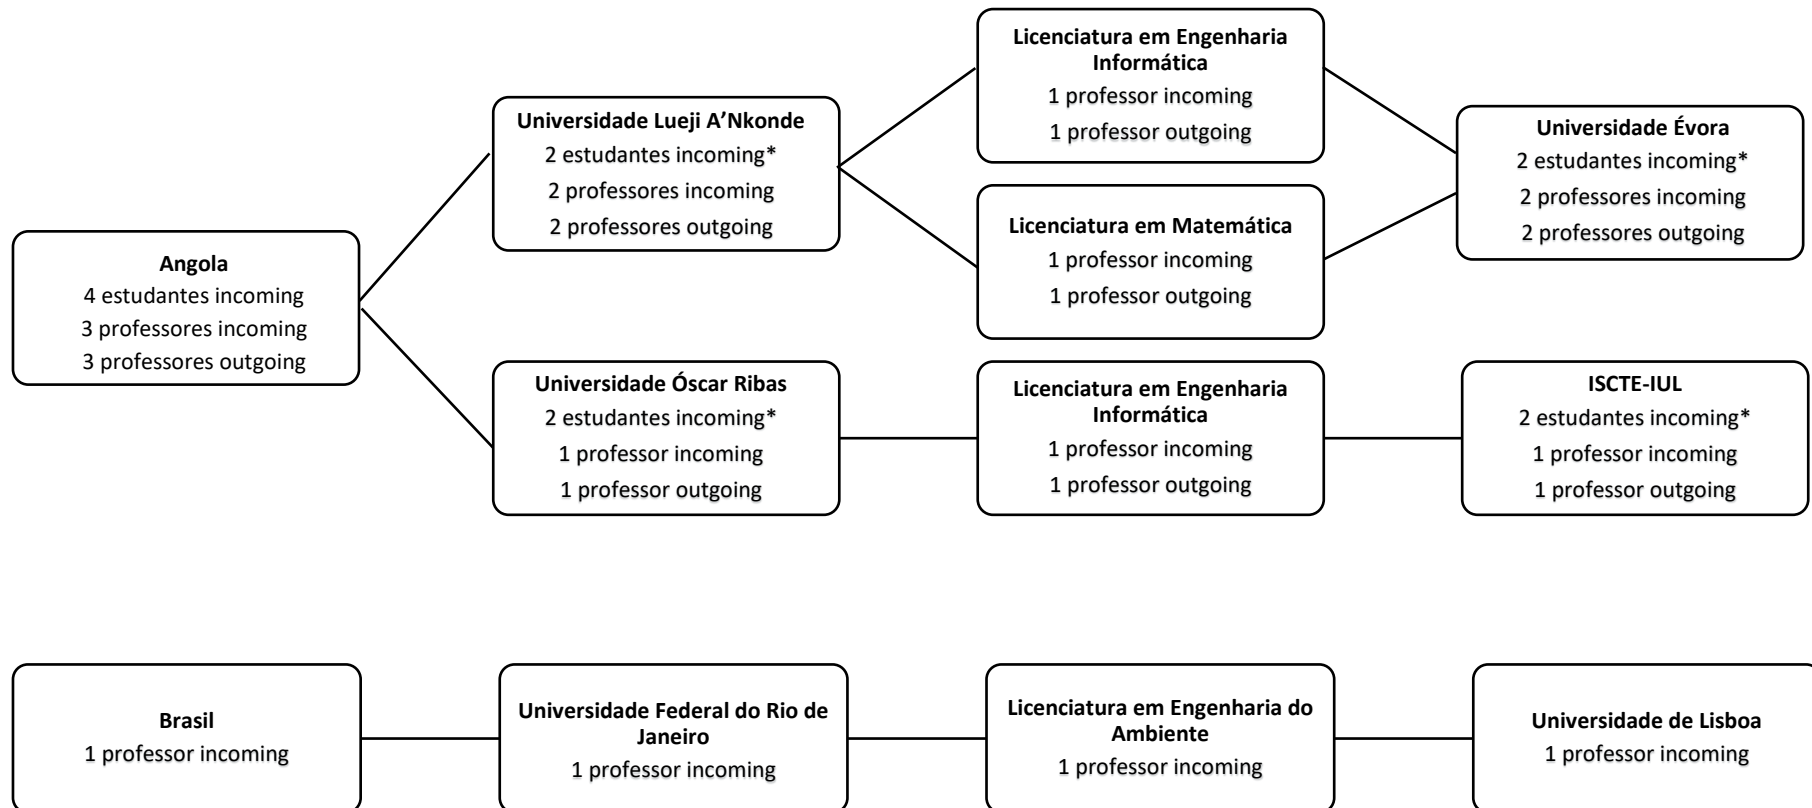 Angola
4 estudantes incoming
3 professores incoming
3 professores outgoing
Universidade Lueji A’Nkonde
2 estudantes incoming*
2 professores incoming
2 professores outgoing
Licenciatura em Engenharia
Informática
1 professor incoming
1 professor outgoing
Licenciatura em Matemática
1 professor incoming
1 professor outgoing
Universidade Évora
2 estudantes incoming*
2 professores incoming
2 professores outgoing
Universidade Óscar Ribas
2 estudantes incoming*
1 professor incoming
1 professor outgoing
Licenciatura em Engenharia
Informática
1 professor incoming
1 professor outgoing
ISCTE-IUL
2 estudantes incoming*
1 professor incoming
1 professor outgoing
Brasil
1 professor incoming
Universidade Federal do Rio de
Janeiro
1 professor incoming
Licenciatura em Engenharia do
Ambiente
1 professor incoming
Universidade de Lisboa
1 professor incoming